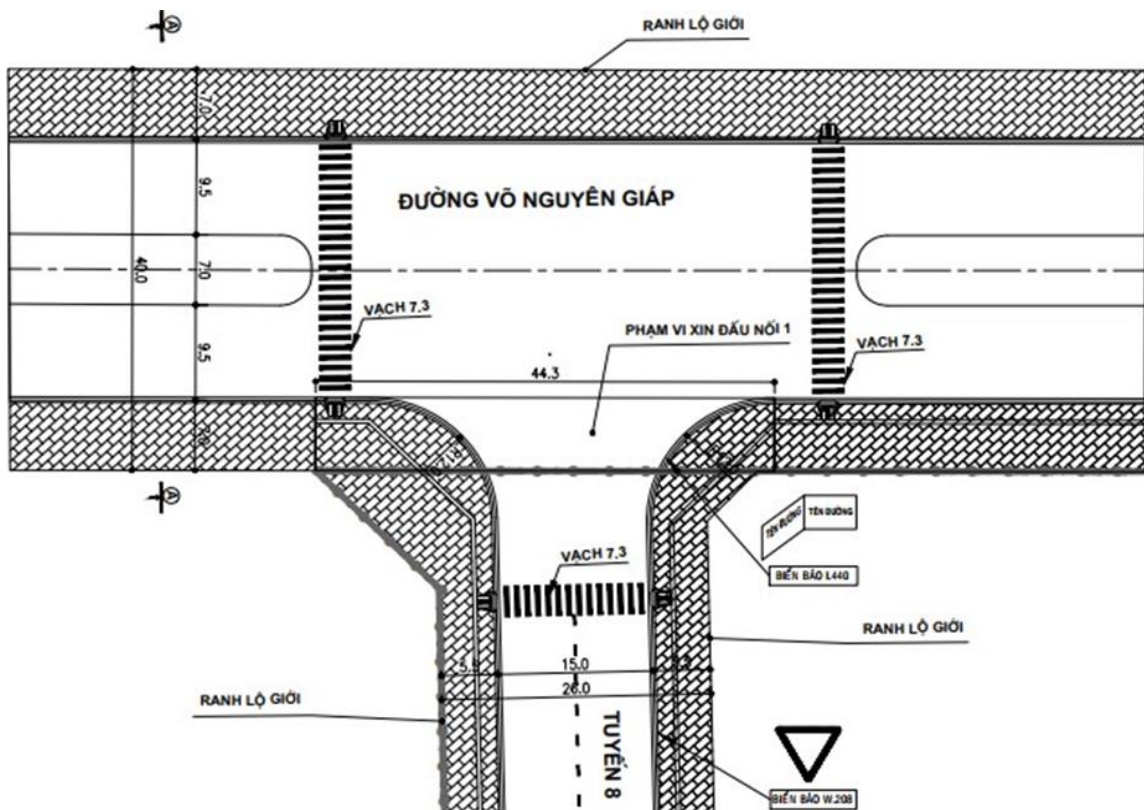 Ⓐ
RANH LỘ GIỚI
7.0
9.5
ĐƯỜNG VÕ NGUYÊN GIÁP
40.0
7.0
VẠCH 7.3
PHẠM VI XIN ĐẤU NỐI 1
VẠCH 7.3
9.5
44.3
Ⓐ
TÊN ĐƯỜNG
TÊN ĐƯỜNG
VẠCH 7.3
BIỂN BÁO L440
RANH LỘ GIỚI
15.0
26.0
RANH LỘ GIỚI
TUYẾN 8
BIỂN BÁO W.208